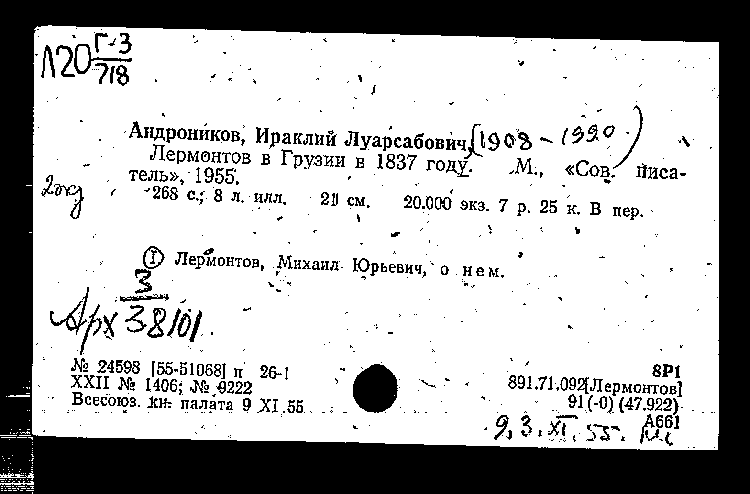 Л20 Г-3
718
Андроников, Ираклий Луарсабович (1908 - 1990)
Лермонтов в Грузии в 1837 году. М., «Сов. писа-
тель», 1955.
2 экз
268 с.; 8 л. илл. 21 см. 20.000 экз. 7 р. 25 к. В пер.
I Лермонтов, Михаил Юрьевич, о нем.
3
Арх 38101
№ 24598 [55-51068] п 26-1
XXII № 1406; № 9222
Всесоюз. кн. палата 9 XI 55
8Р1
891.71.092[Лермонтов]
91(-0) (47.922)
А661
9, 3. XI. 55.